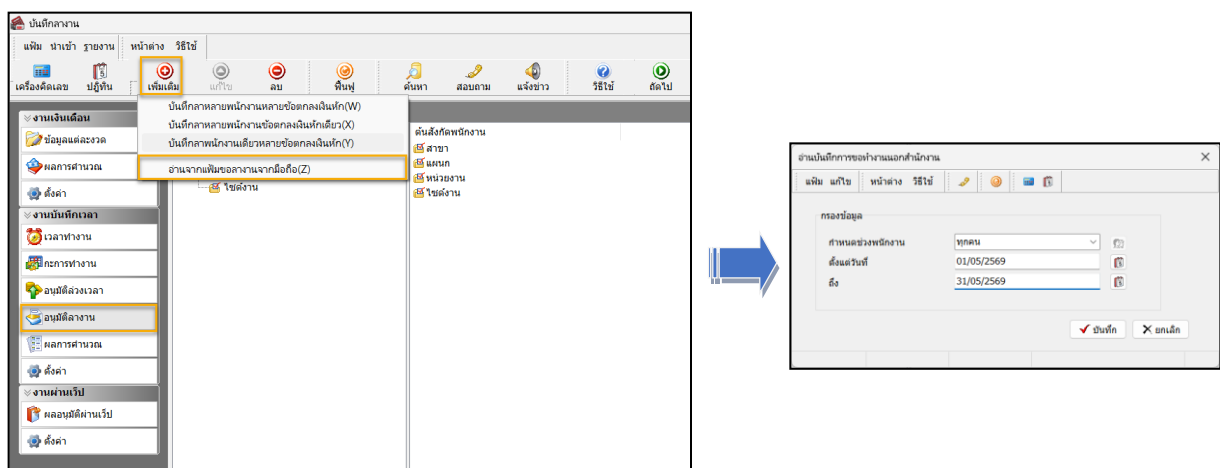 บันทึกลางาน
แฟ้ม นำเข้า รายงาน หน้าต่าง วิธีใช้
เครื่องคิดเลข ปฏิทิน เพิ่มเติม แก้ไข ลบ ฟื้นฟู ค้นหา สอบถาม แจ้งข่าว วิธีใช้ ถัดไป
บันทึกลาหลายพนักงานหลายข้อตกลงเงินหัก(W)
บันทึกลาหลายพนักงานข้อตกลงเงินหักเดียว(X)
บันทึกลาพนักงานเดียวหลายข้อตกลงเงินหัก(Y)
อ่านจากแฟ้มขอลางานจากมือถือ(Z)
ไซด์งาน
งานเงินเดือน
ข้อมูลแต่ละงวด
ผลการคำนวณ
ตั้งค่า
งานบันทึกเวลา
เวลาทำงาน
กะการทำงาน
อนุมัติล่วงเวลา
อนุมัติลางาน
ผลการคำนวณ
ตั้งค่า
งานผ่านเว็ป
ผลอนุมัติผ่านเว็ป
ตั้งค่า
ต้นสังกัดพนักงาน
สาขา
แผนก
หน่วยงาน
ไซด์งาน
อ่านบันทึกการขอทำงานนอกสำนักงาน
แฟ้ม แก้ไข หน้าต่าง วิธีใช้
กรองข้อมูล
กำหนดช่วงพนักงาน ทุกคน
ตั้งแต่วันที่ 01/05/2569
ถึง 31/05/2569
บันทึก ยกเลิก